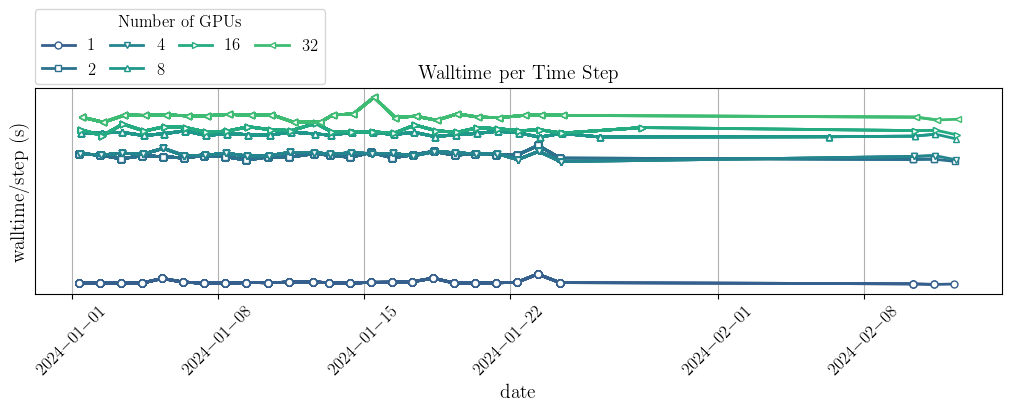 Number of GPUs
1 4 16 32
2 8
Walltime per Time Step
walltime/step (s)
2024−01−01 2024−01−08 2024−01−15 2024−01−22 2024−02−01 2024−02−08
date